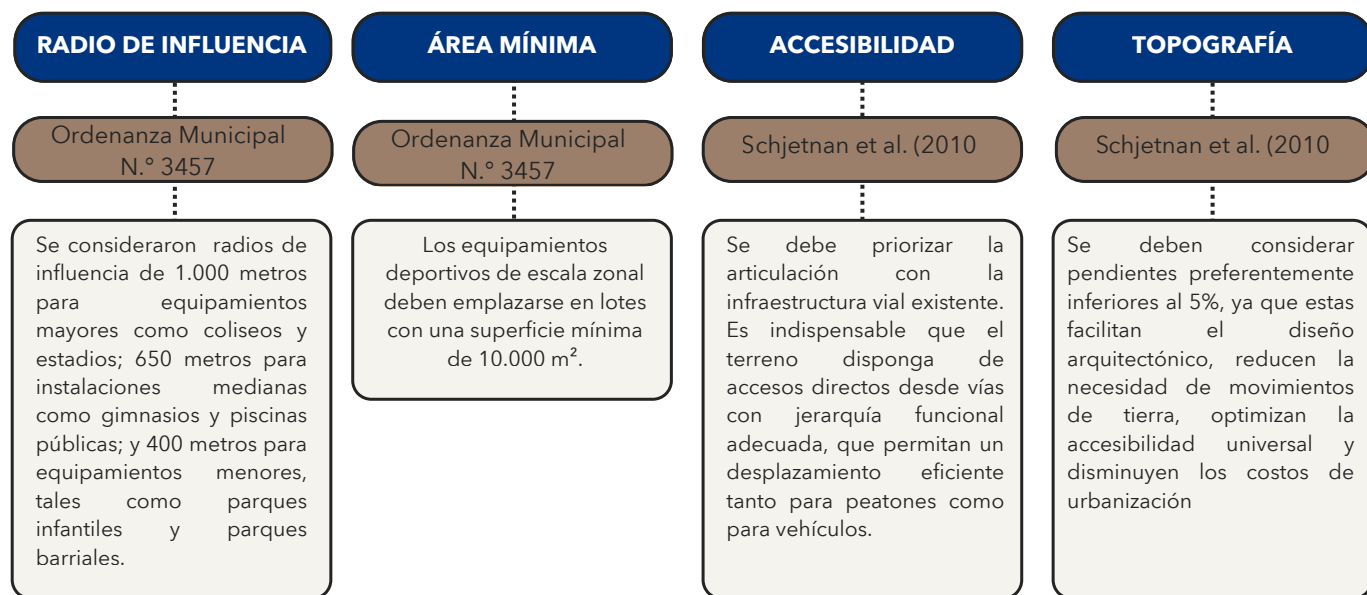 RADIO DE INFLUENCIA
Ordenanza Municipal
N.° 3457
Se consideraron radios de
influencia de 1.000 metros
para equipamientos
mayores como coliseos y
estadios; 650 metros para
instalaciones medianas
como gimnasios y piscinas
públicas; y 400 metros para
equipamientos menores,
tales como parques
infantiles y parques
barriales.
ÁREA MÍNIMA
Ordenanza Municipal
N.° 3457
Los equipamientos
deportivos de escala zonal
deben emplazarse en lotes
con una superficie mínima
de 10.000 m².
ACCESIBILIDAD
Schjetnan et al. (2010
Se debe priorizar la
articulación con la
infraestructura vial existente.
Es indispensable que el
terreno disponga de
accesos directos desde vías
con jerarquía funcional
adecuada, que permitan un
desplazamiento eficiente
tanto para peatones como
para vehículos.
TOPOGRAFÍA
Schjetnan et al. (2010
Se deben considerar
pendientes preferentemente
inferiores al 5%, ya que estas
facilitan el diseño
arquitectónico, reducen la
necesidad de movimientos
de tierra, optimizan la
accesibilidad universal y
disminuyen los costos de
urbanización